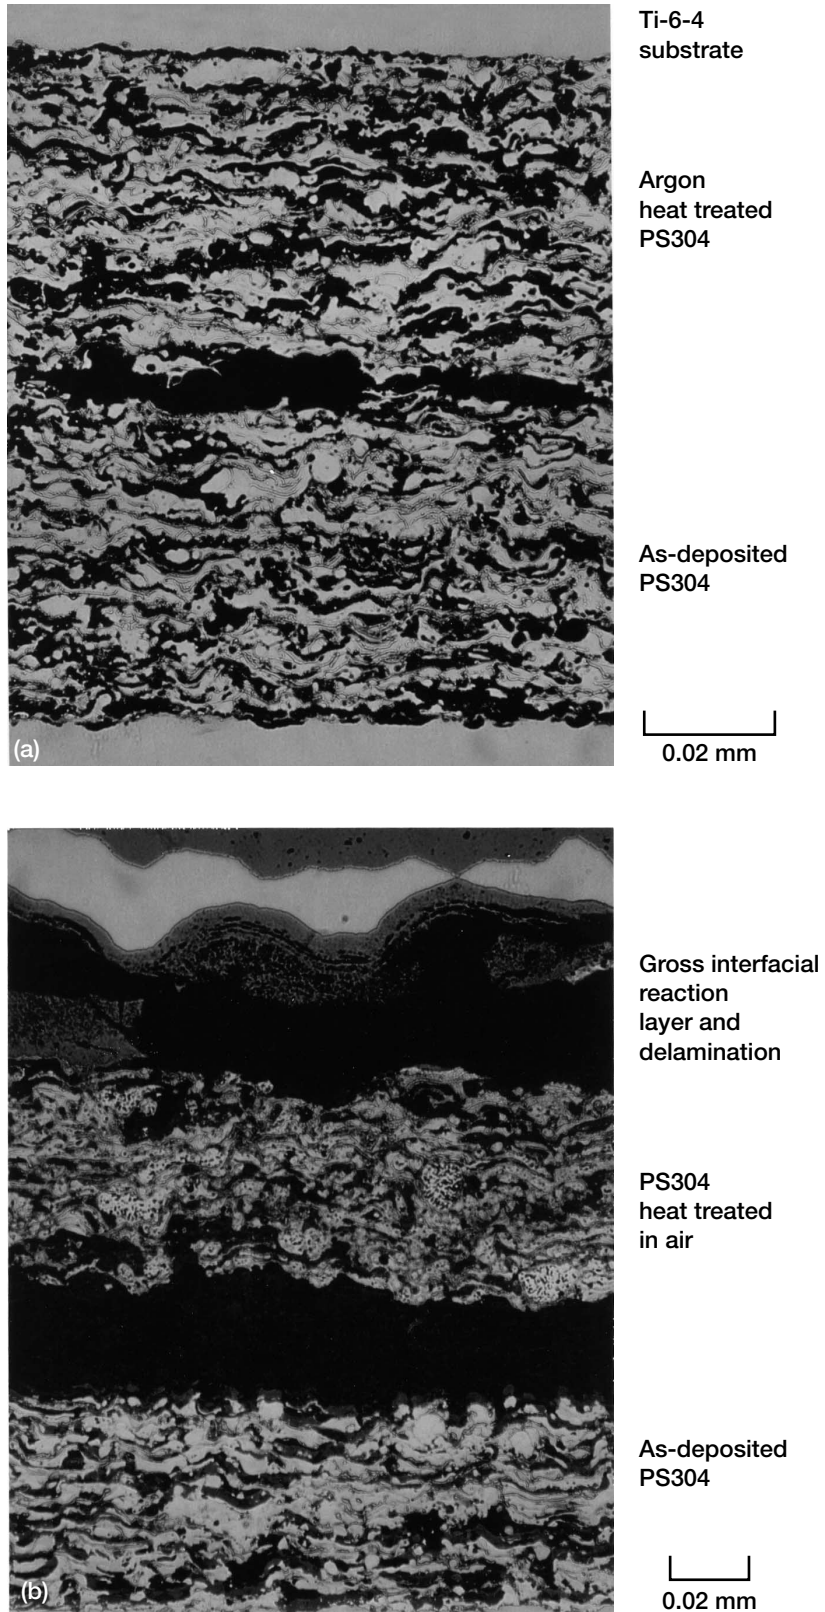 Ti-6-4
substrate
Argon
heat treated
PS304
As-deposited
PS304
(a)
0.02 mm
Gross interfacial
reaction
layer and
delamination
PS304
heat treated
in air
As-deposited
PS304
(b)
0.02 mm